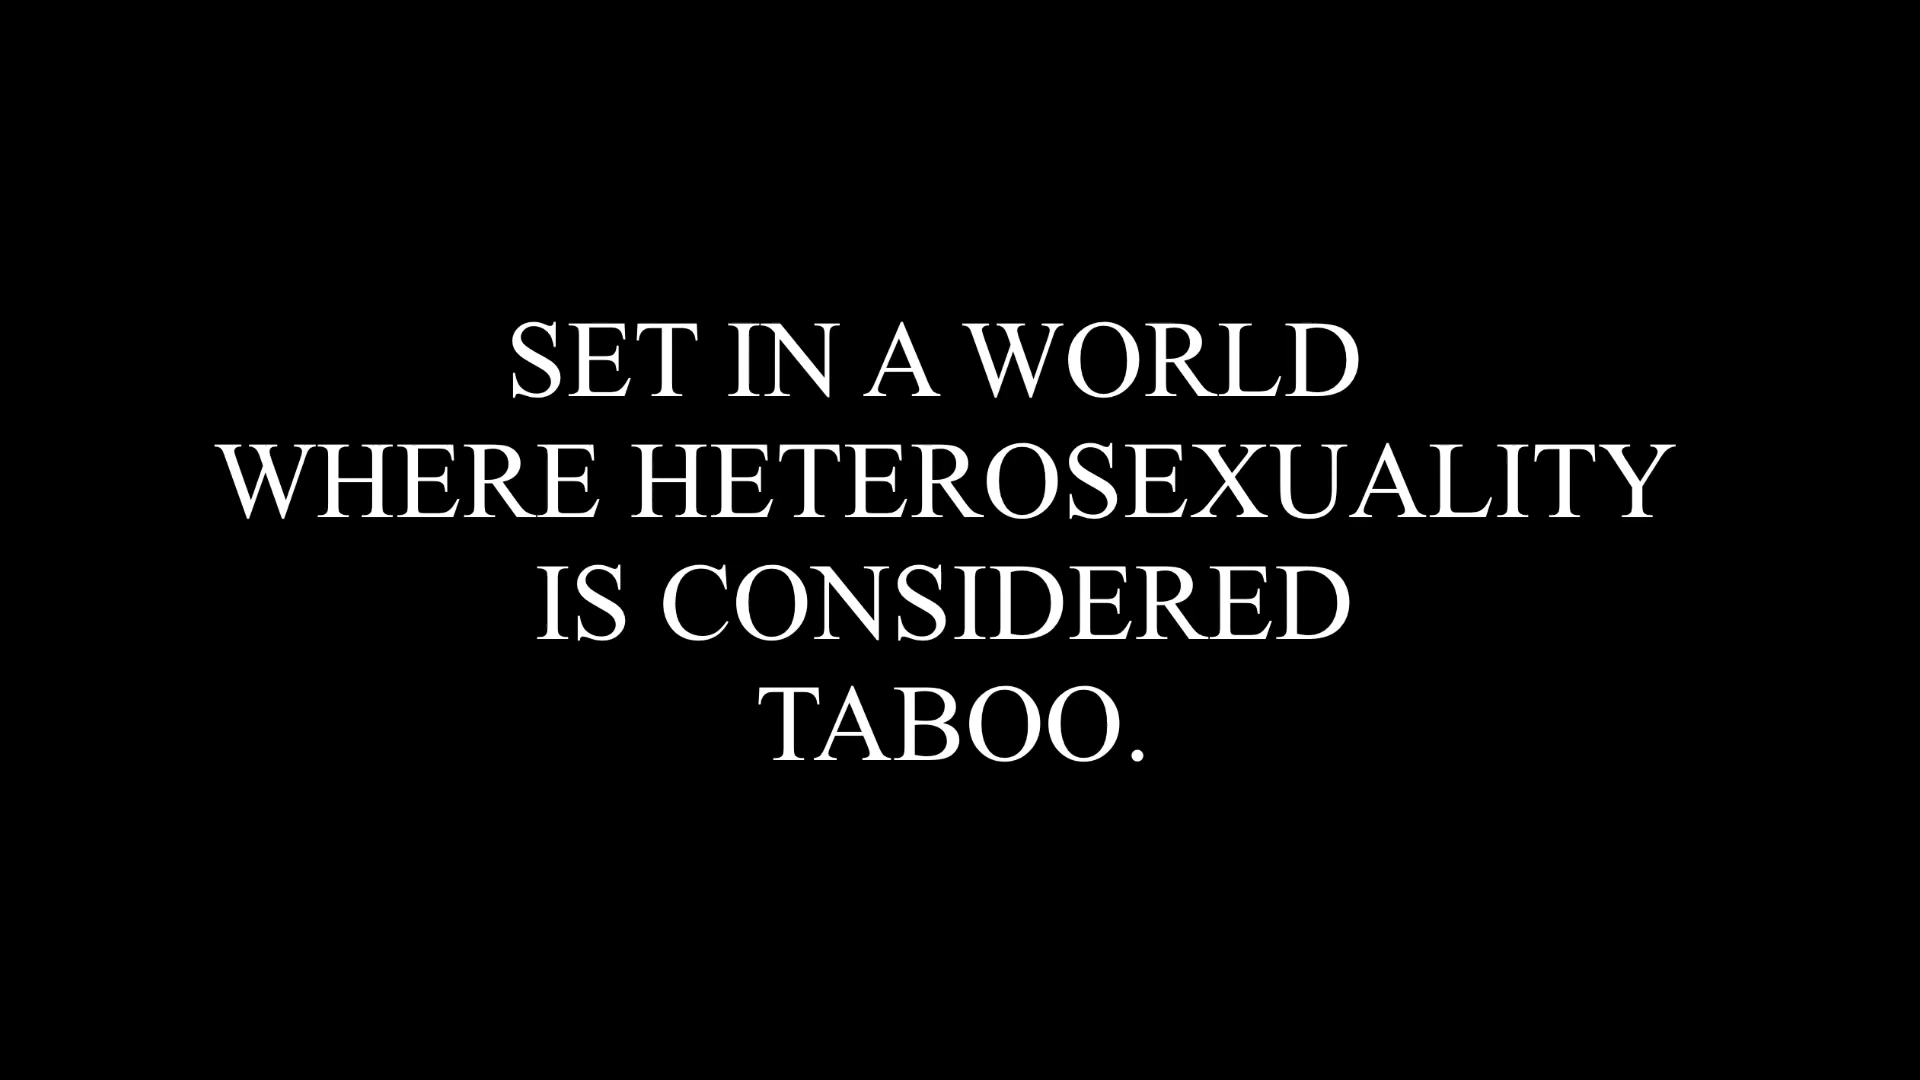 SET IN A WORLD
WHERE HETEROSEXUALITY
IS CONSIDERED
TABOO.